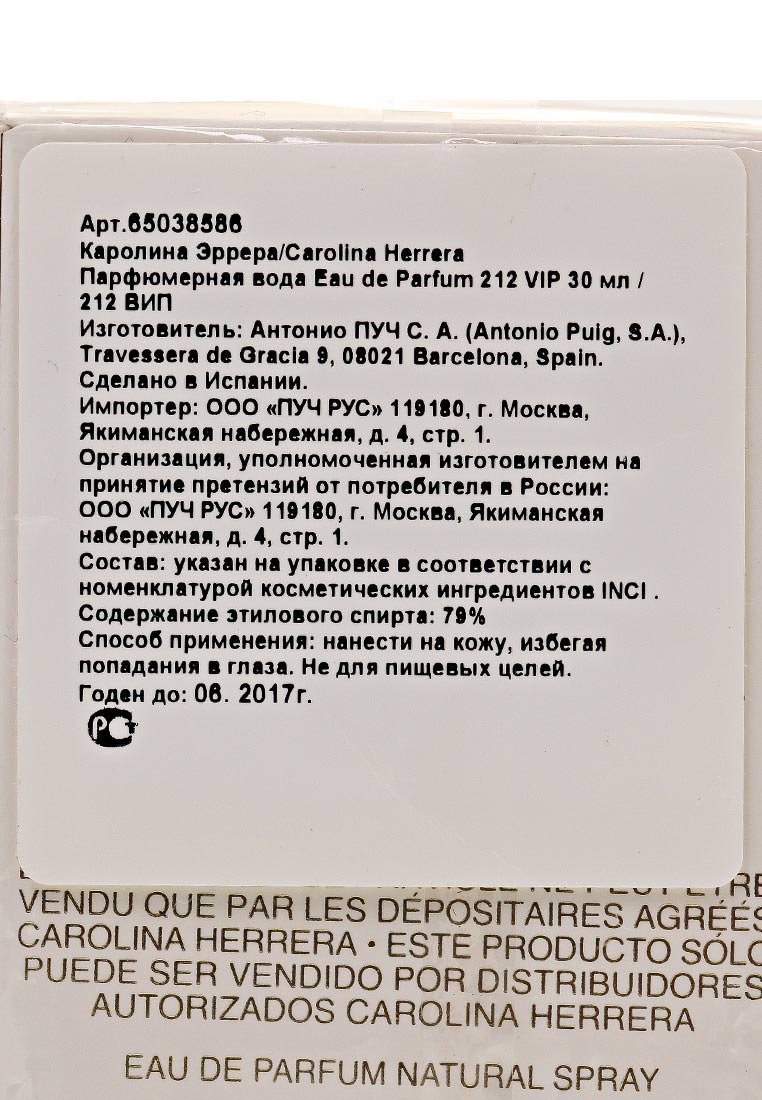 Арт.65038586
Каролина Эррера/Carolina Herrera
Парфюмерная вода Eau de Parfum 212 VIP 30 мл /
212 ВИП
Изготовитель: Антонио ПУЧ С. А. (Antonio Puig, S.A.),
Travessera de Gracia 9, 08021 Barcelona, Spain.
Сделано в Испании.
Импортер: ООО «ПУЧ РУС» 119180, г. Москва,
Якиманская набережная, д. 4, стр. 1.
Организация, уполномоченная изготовителем на
принятие претензий от потребителя в России:
ООО «ПУЧ РУС» 119180, г. Москва, Якиманская
набережная, д. 4, стр. 1.
Состав: указан на упаковке в соответствии с
номенклатурой косметических ингредиентов INCI .
Содержание этилового спирта: 79%
Способ применения: нанести на кожу, избегая
попадания в глаза. Не для пищевых целей.
Годен до: 06. 2017г.
РСТ
VENDU QUE PAR LES DÉPOSITAIRES AGRÉÉS
CAROLINA HERRERA • ESTE PRODUCTO SÓLO
PUEDE SER VENDIDO POR DISTRIBUIDORES
AUTORIZADOS CAROLINA HERRERA
EAU DE PARFUM NATURAL SPRAY